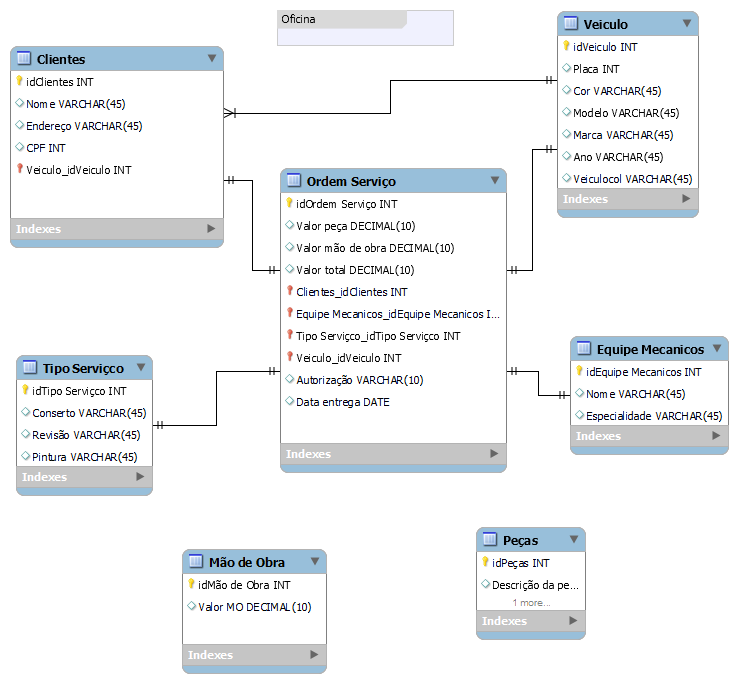 Oficina
Clientes
idClientes INT
Nome VARCHAR(45)
Endereço VARCHAR(45)
CPF INT
Veiculo_idVeiculo INT
Indexes
Veiculo
idVeiculo INT
Placa INT
Cor VARCHAR(45)
Modelo VARCHAR(45)
Marca VARCHAR(45)
Ano VARCHAR(45)
Veiculocol VARCHAR(45)
Indexes
Ordem Serviço
idOrdem Serviço INT
Valor peça DECIMAL(10)
Valor mão de obra DECIMAL(10)
Valor total DECIMAL(10)
Clientes_idClientes INT
Equipe Mecanicos_idEquipe Mecanicos I...
Tipo Serviçco_idTipo Serviçco INT
Veiculo_idVeiculo INT
Autorização VARCHAR(10)
Data entrega DATE
Indexes
Tipo Serviçco
idTipo Serviçco INT
Conserto VARCHAR(45)
Revisão VARCHAR(45)
Pintura VARCHAR(45)
Indexes
Equipe Mecanicos
idEquipe Mecanicos INT
Nome VARCHAR(45)
Especialidade VARCHAR(45)
Indexes
Mão de Obra
idMão de Obra INT
Valor MO DECIMAL(10)
Indexes
Peças
idPeças INT
Descrição da pe...
1 more...
Indexes